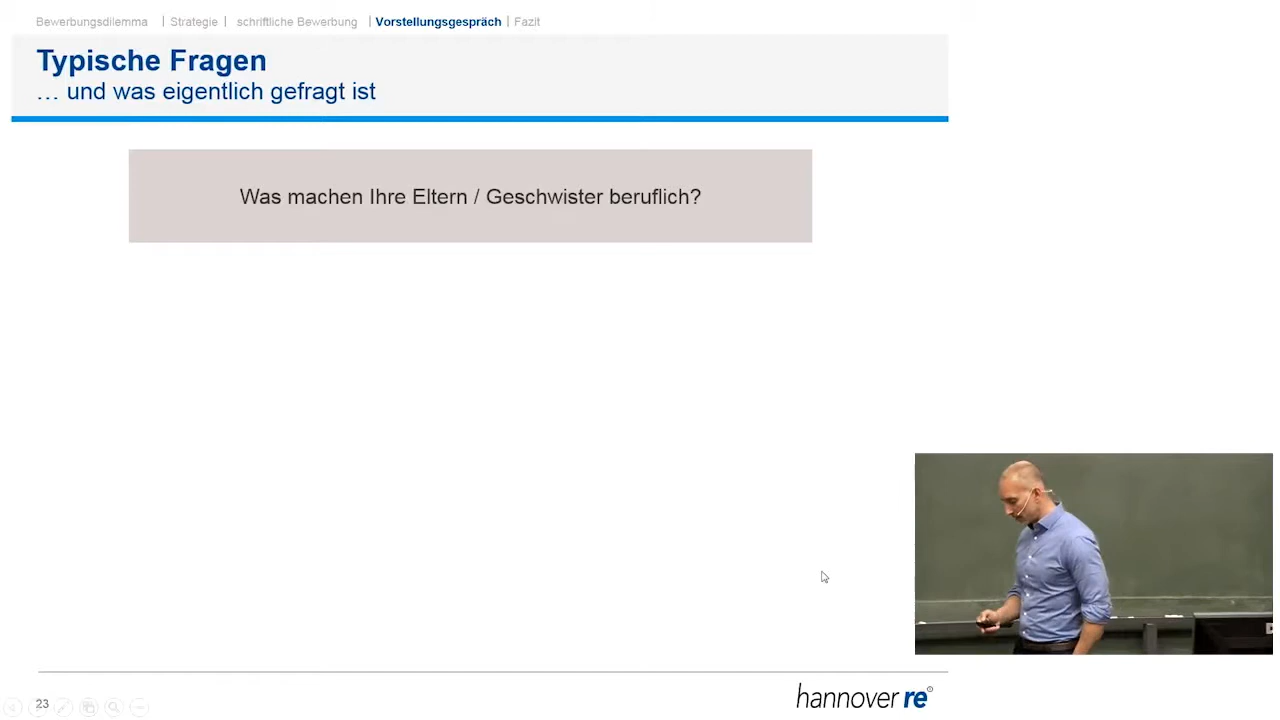 Bewerbungsdilemma | Strategie | schriftliche Bewerbung | Vorstellungsgespräch | Fazit
Typische Fragen
… und was eigentlich gefragt ist
Was machen Ihre Eltern / Geschwister beruflich?
23
hannover re®